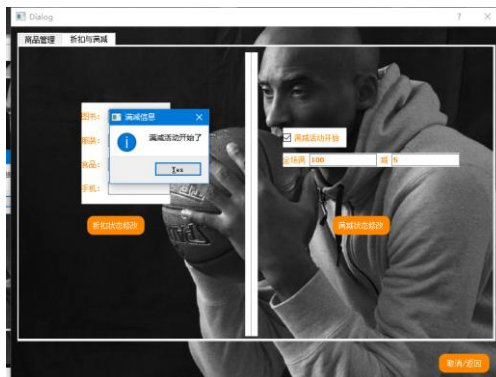 Dialog
商品管理 折扣与满减
图书:
服装:
食品:
手机:
满减信息
满减活动开始了
Yes
折扣状态修改
满减活动开始
全场满 100 减 5
满减状态修改
取消/返回